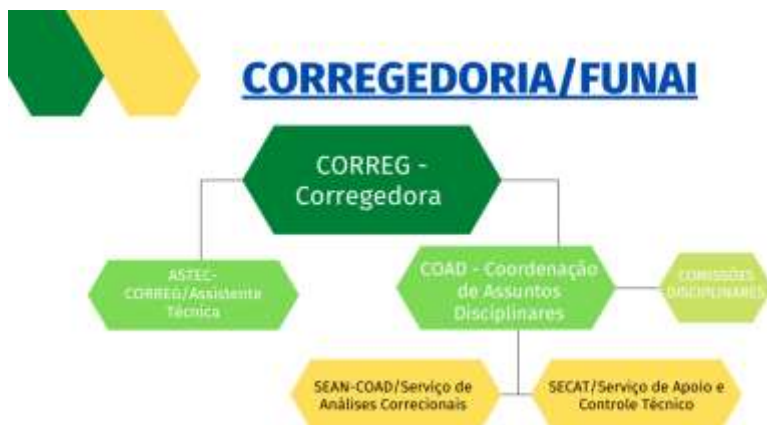 CORREGEDORIA/FUNAI
CORREG -
Corregedora
ASTEC-
CORREG/Assistente
Técnica
COAD - Coordenação
de Assuntos
Disciplinares
COMISSÕES
DISCIPLINARES
SEAN-COAD/Serviço de
Análises Correcionais
SECAT/Serviço de Apoio e
Controle Técnico